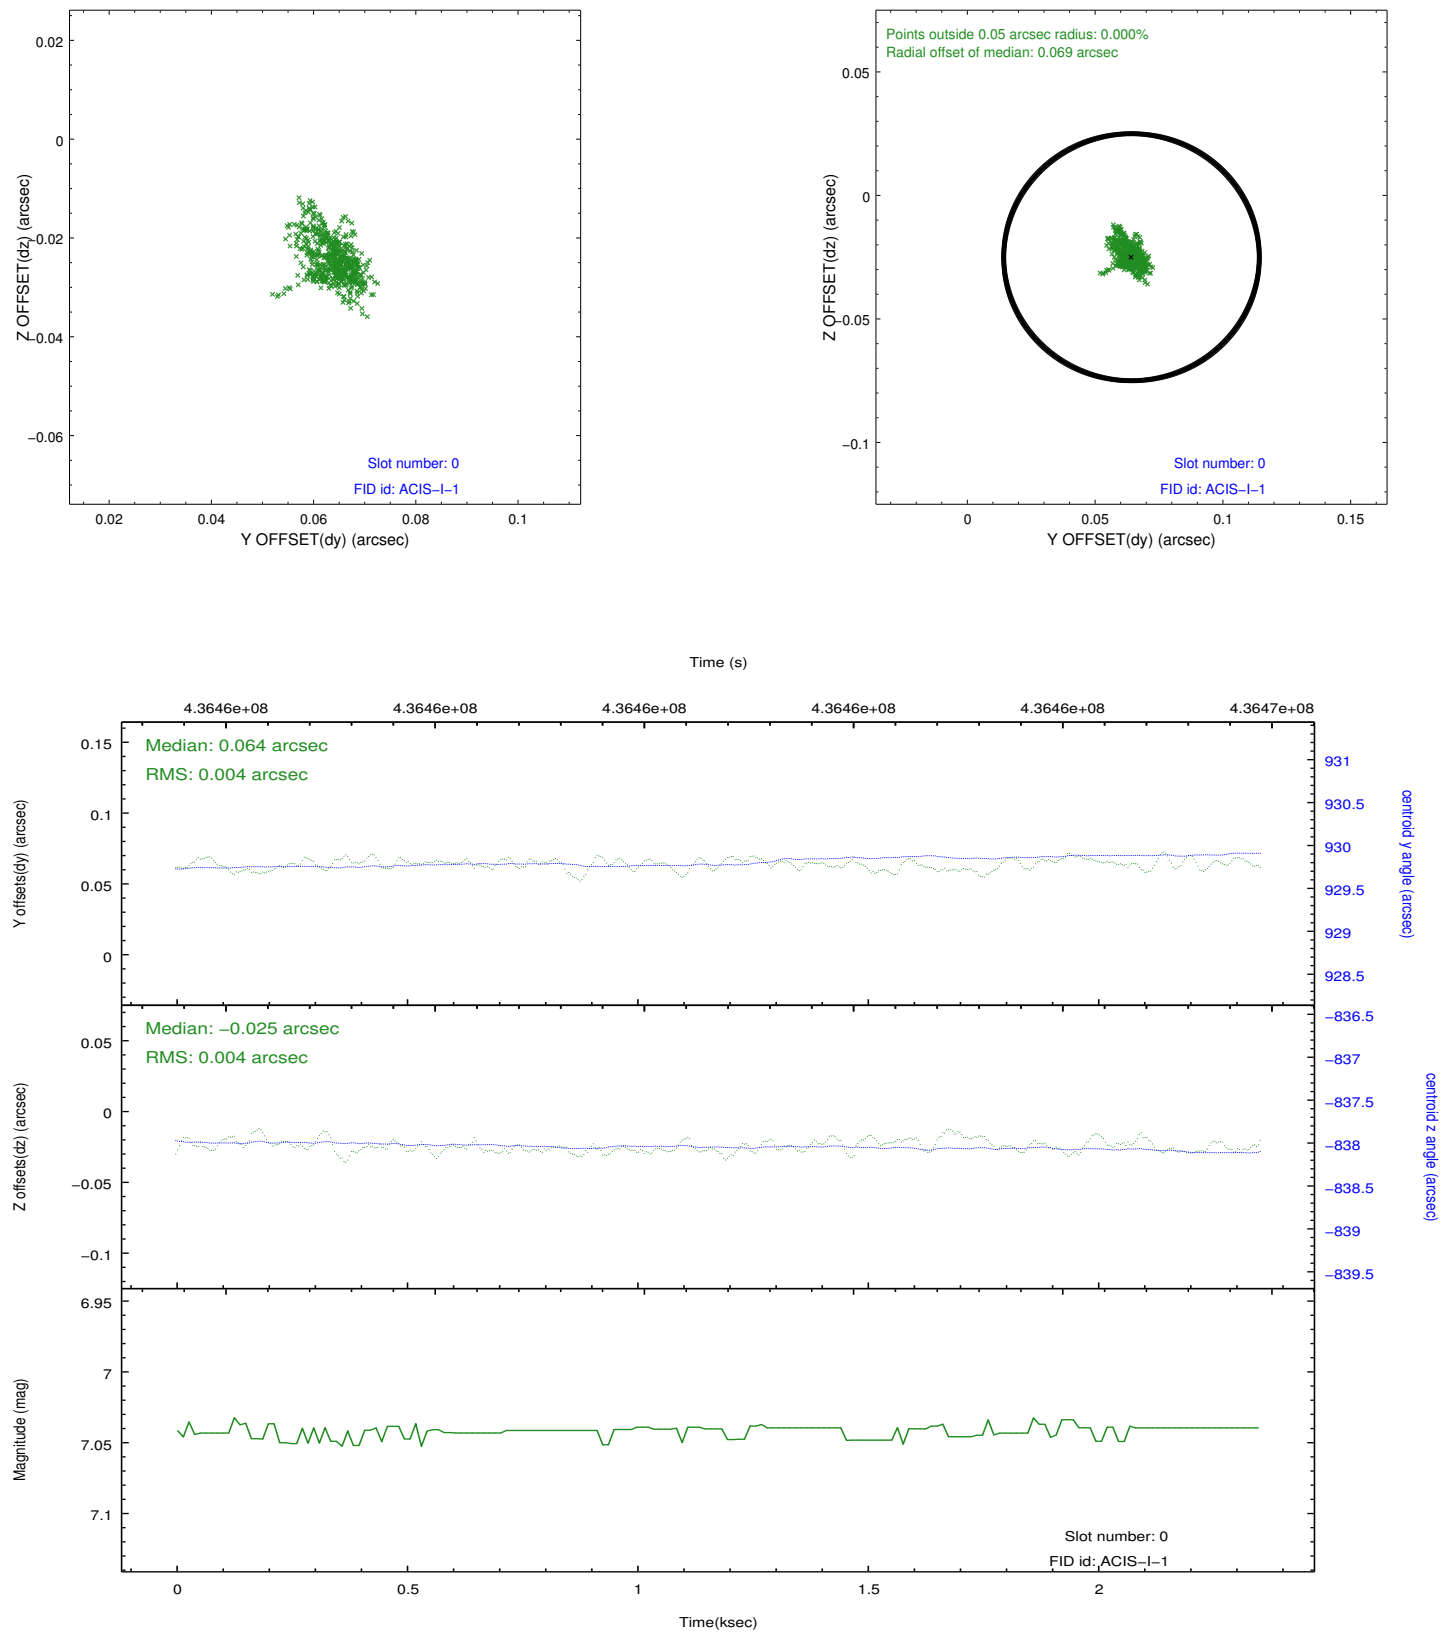 0.02
0
−0.02
−0.04
−0.06
Z OFFSET(dz) (arcsec)
Slot number: 0
FID id: ACIS−I−1
0.02 0.04 0.06 0.08 0.1
Y OFFSET(dy) (arcsec)
Points outside 0.05 arcsec radius: 0.000%
Radial offset of median: 0.069 arcsec
0.05
0
−0.05
−0.1
Z OFFSET(dz) (arcsec)
Slot number: 0
FID id: ACIS−I−1
0 0.05 0.1 0.15
Y OFFSET(dy) (arcsec)
Time (s)
4.3646e+08 4.3646e+08 4.3646e+08 4.3646e+08 4.3646e+08 4.3647e+08
Median: 0.064 arcsec
RMS: 0.004 arcsec
0.15
0.1
0.05
0
Y offsets(dy) (arcsec)
931
930.5
930
929.5
929
928.5
centroid y angle (arcsec)
Median: −0.025 arcsec
RMS: 0.004 arcsec
0.05
0
−0.05
−0.1
Z offsets(dz) (arcsec)
−836.5
−837
−837.5
−838
−838.5
−839
−839.5
centroid z angle (arcsec)
6.95
7
7.05
7.1
Magnitude (mag)
Slot number: 0
FID id: ACIS−I−1
0 0.5 1 1.5 2
Time(ksec)